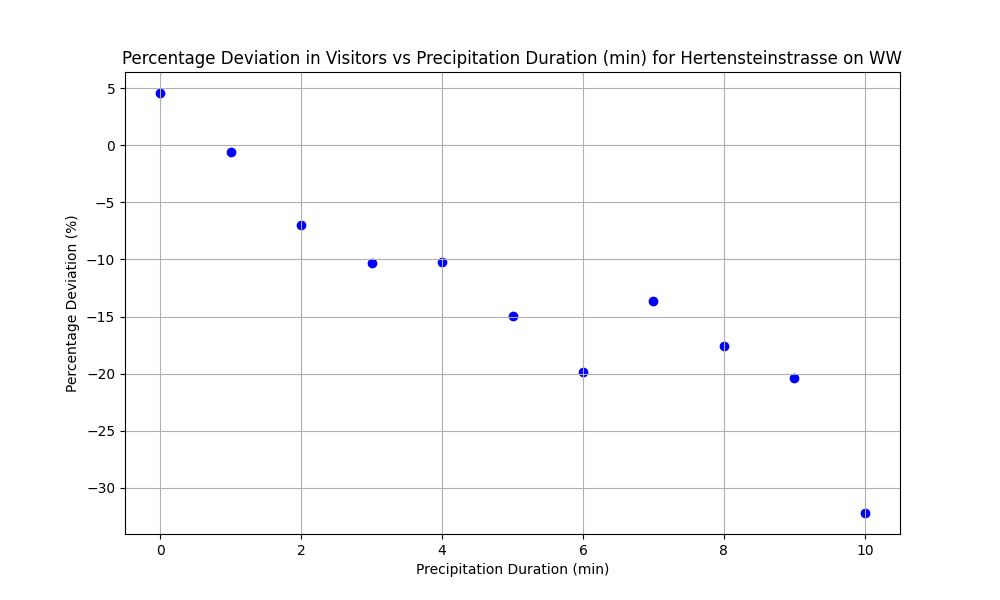 Percentage Deviation in Visitors vs Precipitation Duration (min) for Hertensteinstrasse on WW
5
0
−5
−10
−15
−20
−25
−30
Percentage Deviation (%)
0 2 4 6 8 10
Precipitation Duration (min)